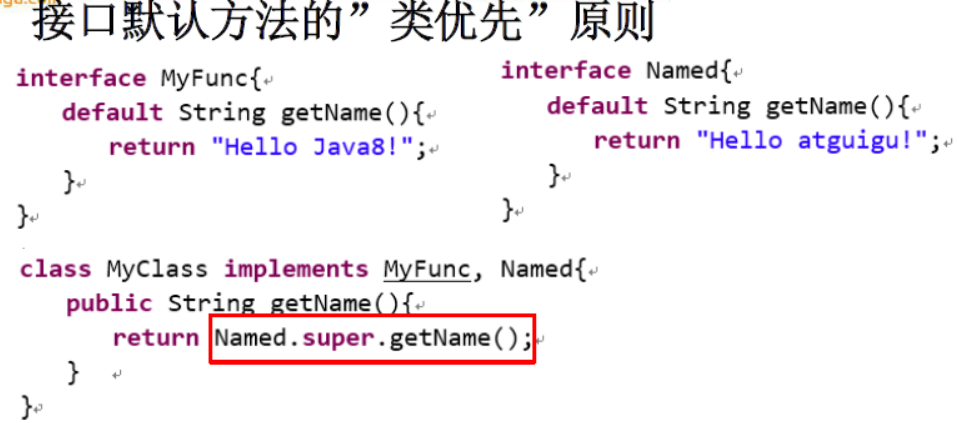 接口默认方法的”类优先”原则
interface MyFunc{
default String getName(){
return "Hello Java8!";
}
}
interface Named{
default String getName(){
return "Hello atguigu!";
}
}
class MyClass implements MyFunc, Named{
public String getName(){
return Named.super.getName();
}
}